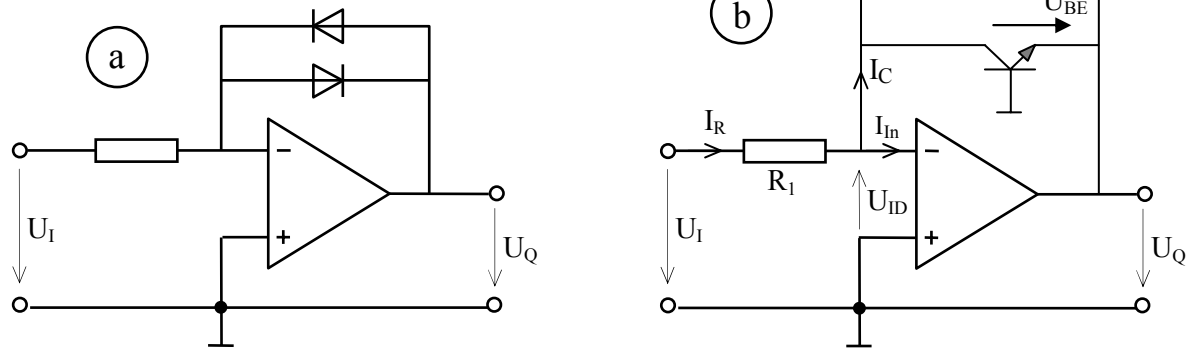 a
U_I
−
+
U_Q
b
U_BE
I_C
I_R
I_In
R_1
U_ID
U_I
−
+
U_Q